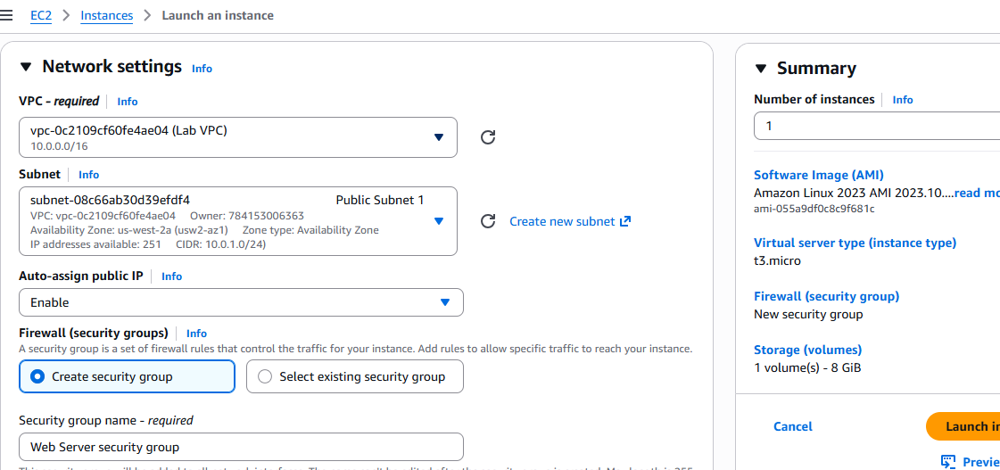 EC2 > Instances > Launch an instance
Network settings Info
VPC - required Info
vpc-0c2109cf60fe4ae04 (Lab VPC)
10.0.0.0/16
Subnet Info
subnet-08c66ab30d39efdf4 Public Subnet 1
VPC: vpc-0c2109cf60fe4ae04 Owner: 784153006363
Availability Zone: us-west-2a (usw2-az1) Zone type: Availability Zone
IP addresses available: 251 CIDR: 10.0.1.0/24)
Create new subnet
Auto-assign public IP Info
Enable
Firewall (security groups) Info
A security group is a set of firewall rules that control the traffic for your instance. Add rules to allow specific traffic to reach your instance.
Create security group
Select existing security group
Security group name - required
Web Server security group
Summary
Number of instances Info
1
Software Image (AMI)
Amazon Linux 2023 AMI 2023.10....read mo
ami-055a9df0c8c9f681c
Virtual server type (instance type)
t3.micro
Firewall (security group)
New security group
Storage (volumes)
1 volume(s) - 8 GiB
Cancel
Launch in
Previe